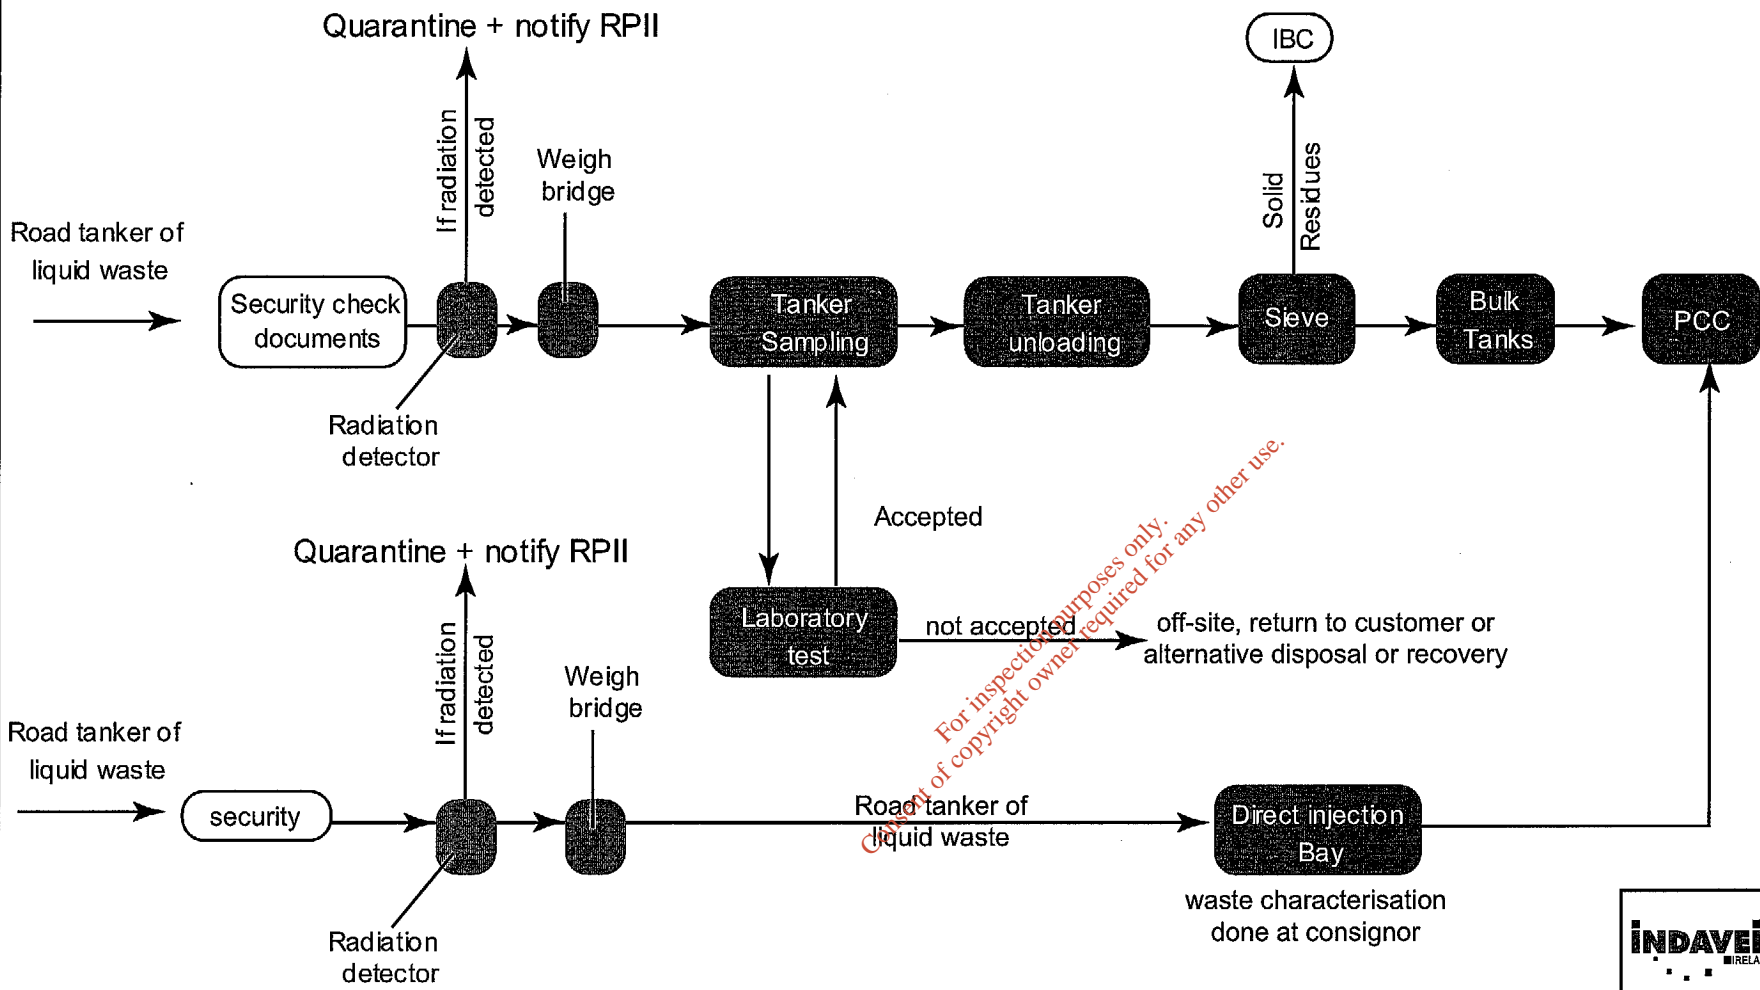 Quarantine + notify RPII
IBC
If radiation
detected
Weigh
bridge
Solid
Residues
Road tanker of
liquid waste
Security check
documents
Tanker
Sampling
Tanker
unloading
Sieve
Bulk
Tanks
PCC
Radiation
detector
Accepted
Quarantine + notify RPII
Laboratory
test
not accepted
off-site, return to customer or
alternative disposal or recovery
If radiation
detected
Weigh
bridge
Road tanker of
liquid waste
security
Road tanker of
liquid waste
Direct injection
Bay
waste characterisation
done at consignor
Radiation
detector
For inspection purposes only.
Consent of copyright owner required for any other use.